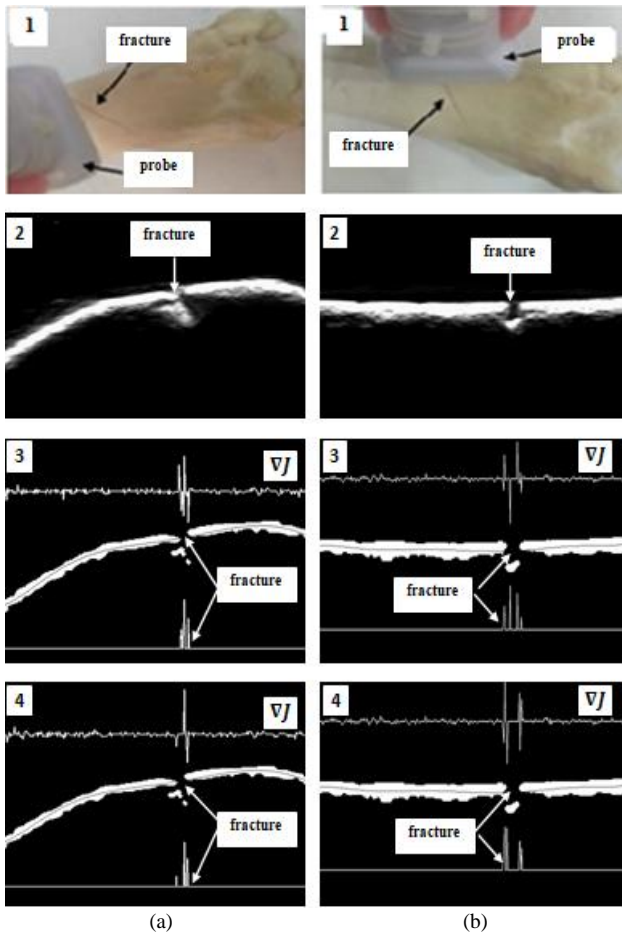 1
fracture
probe
1
probe
fracture
2
fracture
2
fracture
3
∇J
fracture
3
∇J
fracture
4
∇J
fracture
4
∇J
fracture
(a)
(b)